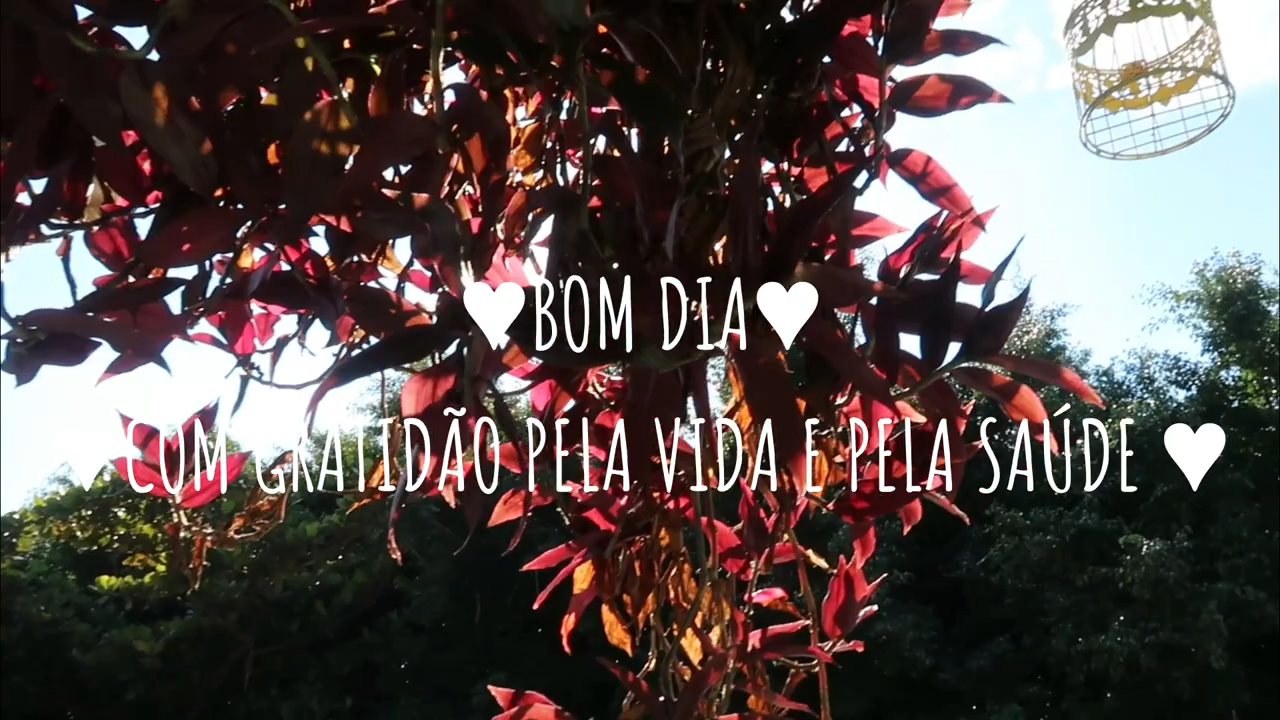 ♥BOM DIA♥
♥ COM GRATIDÃO PELA VIDA E PELA SAÚDE ♥